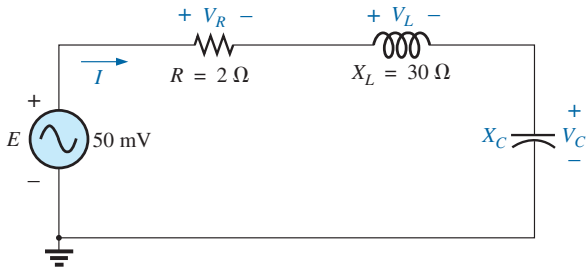 + V_R −
+ V_L −
I
R = 2 Ω
X_L = 30 Ω
+
E
50 mV
−
+
X_C
V_C
−